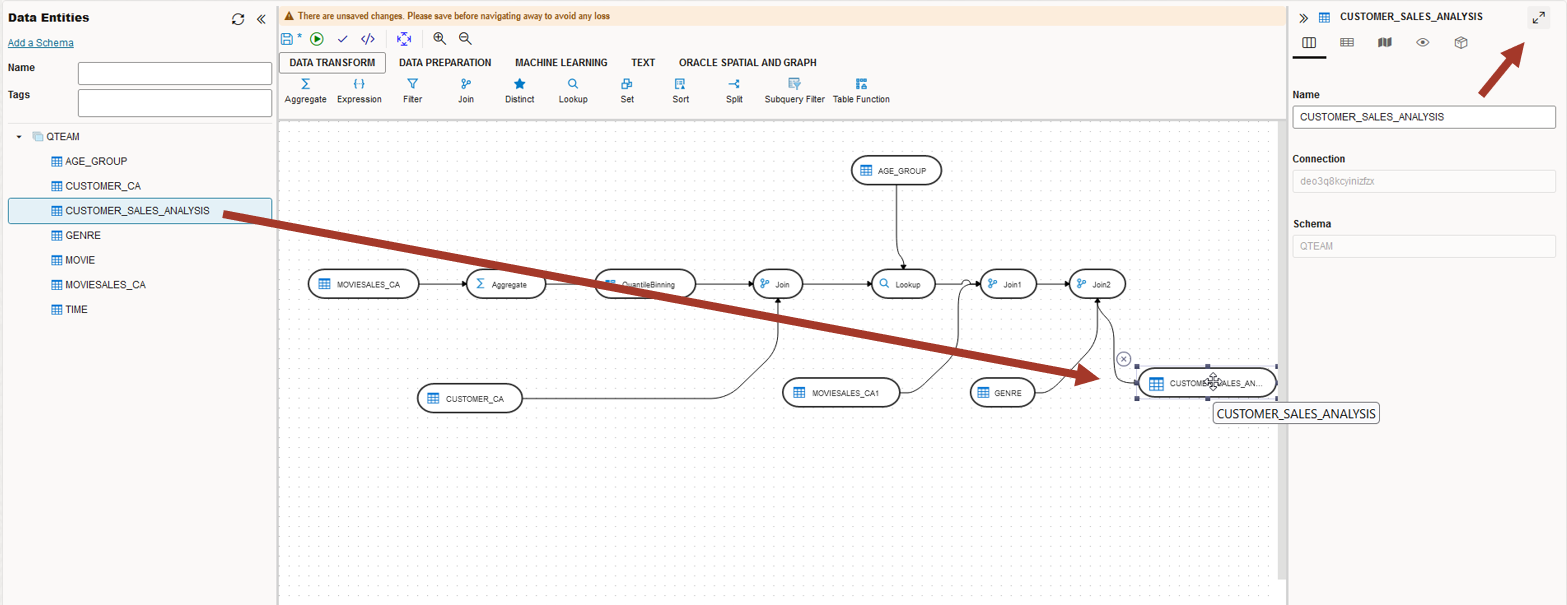 Data Entities
Add a Schema
Name
Tags
QTEAM
AGE_GROUP
CUSTOMER_CA
CUSTOMER_SALES_ANALYSIS
GENRE
MOVIE
MOVIESALES_CA
TIME
There are unsaved changes. Please save before navigating away to avoid any loss
*
DATA TRANSFORM DATA PREPARATION MACHINE LEARNING TEXT ORACLE SPATIAL AND GRAPH
Aggregate Expression Filter Join Distinct Lookup Set Sort Split Subquery Filter Table Function
AGE_GROUP
MOVIESALES_CA Aggregate QuantileBinning Join Lookup Join1 Join2
CUSTOMER_CA MOVIESALES_CA1 GENRE CUSTOMER_SALES_AN...
CUSTOMER_SALES_ANALYSIS
CUSTOMER_SALES_ANALYSIS
Name
CUSTOMER_SALES_ANALYSIS
Connection
deo3q8kcyinizfzx
Schema
QTEAM